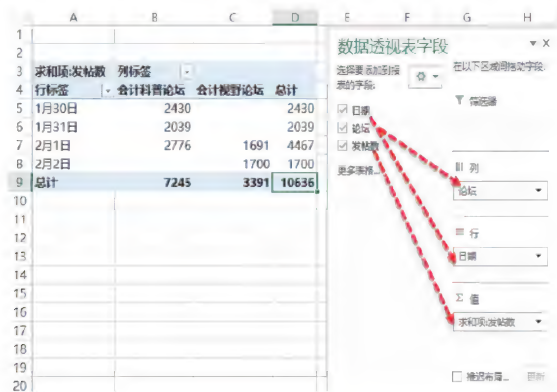 A B C D E F G H
1
2
3 求和项:发帖数 列标签
4 行标签 会计科普论坛 会计视野论坛 总计
5 1月30日 2430 2430
6 1月31日 2039 2039
7 2月1日 2776 1691 4467
8 2月2日 1700 1700
9 总计 7245 3391 10636
10
11
12
13
14
15
16
17
18
19
20
数据透视表字段
选择要添加到报
表的字段:
日期
论坛
发帖数
更多表格...
在以下区域间拖动字段:
筛选器
列
论坛
行
日期
Σ 值
求和项:发帖数
推迟布局...
更新